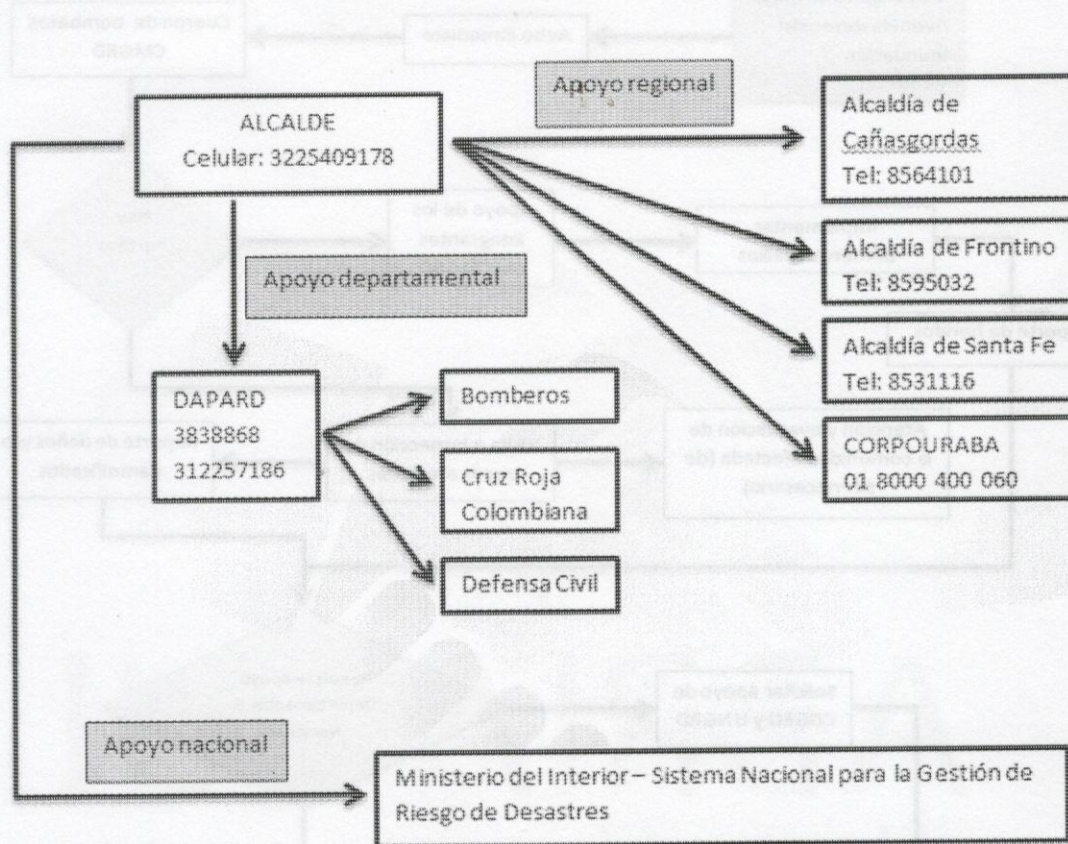 Apoyo regional
ALCALDE
Celular: 3225409178
Alcaldía de
Cañasgordas
Tel: 8564101
Alcaldía de Frontino
Tel: 8595032
Apoyo departamental
Alcaldía de Santa Fe
Tel: 8531116
DAPARD
3838868
312257186
Bomberos
CORPOURABA
01 8000 400 060
Cruz Roja
Colombiana
Defensa Civil
Apoyo nacional
Ministerio del Interior – Sistema Nacional para la Gestión de
Riesgo de Desastres